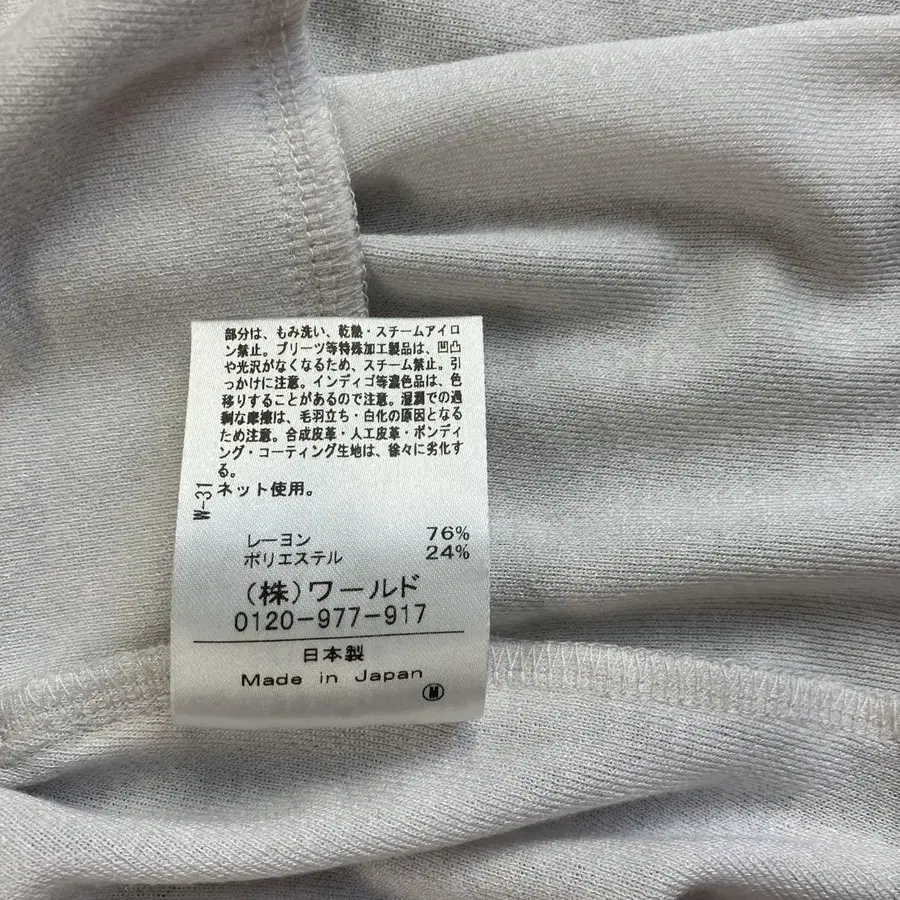 部分は、もみ洗い、乾熱・スチームアイロ
ン禁止。プリーツ等特殊加工製品は、凹凸
や光沢がなくなるため、スチーム禁止。引
っかけに注意。インディゴ等濃色品は、色
移りすることがあるので注意。湿潤での過
剰な摩擦は、毛羽立ち・白化の原因となる
ため注意。合成皮革・人工皮革・ボンディ
ング・コーティング生地は、徐々に劣化す
る。
ネット使用。
W-31
レーヨン 76%
ポリエステル 24%
(株)ワールド
0120-977-917
日本製
Made in Japan
Ⓜ